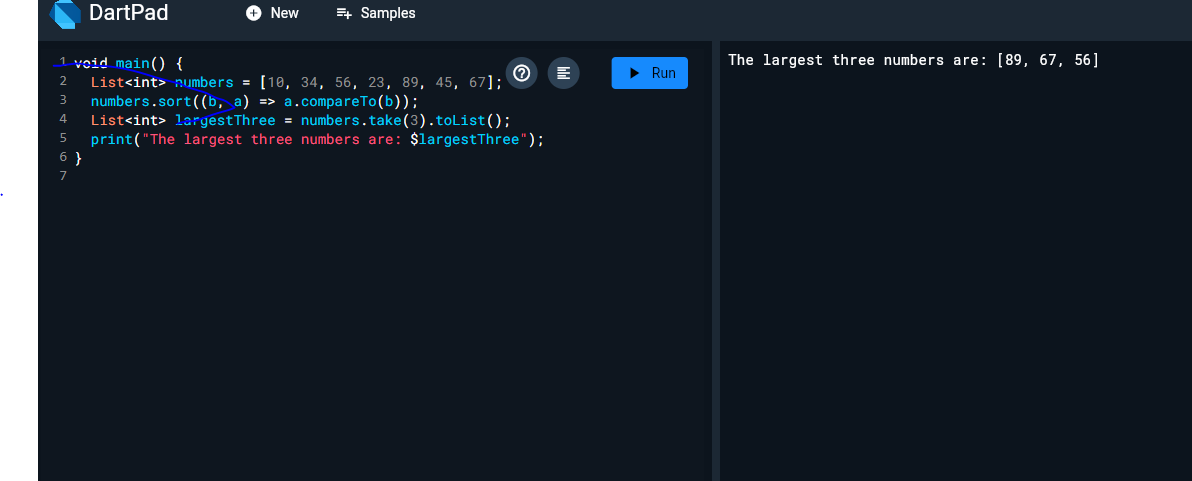 DartPad New Samples
1 void main() {
2 List<int> numbers = [10, 34, 56, 23, 89, 45, 67];
3 numbers.sort((b, a) => a.compareTo(b));
4 List<int> largestThree = numbers.take(3).toList();
5 print("The largest three numbers are: $largestThree");
6 }
7
Run
The largest three numbers are: [89, 67, 56]